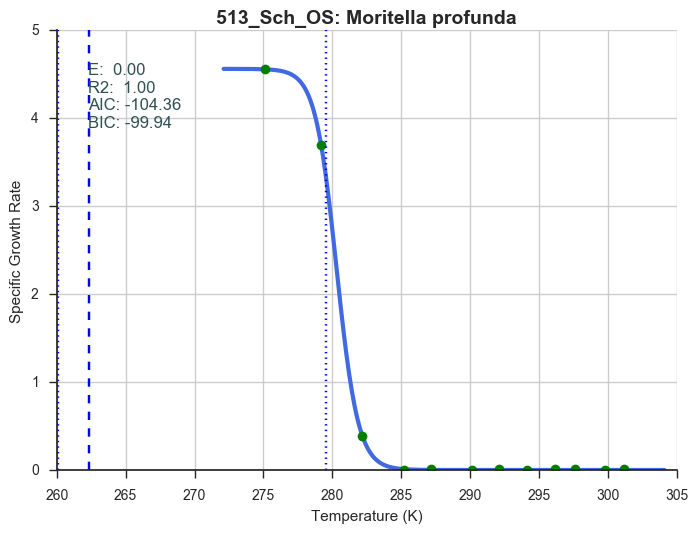 513_Sch_OS: Moritella profunda
E:  0.00
R2:  1.00
AIC: -104.36
BIC: -99.94
Specific Growth Rate
5
4
3
2
1
0
260 265 270 275 280 285 290 295 300 305
Temperature (K)